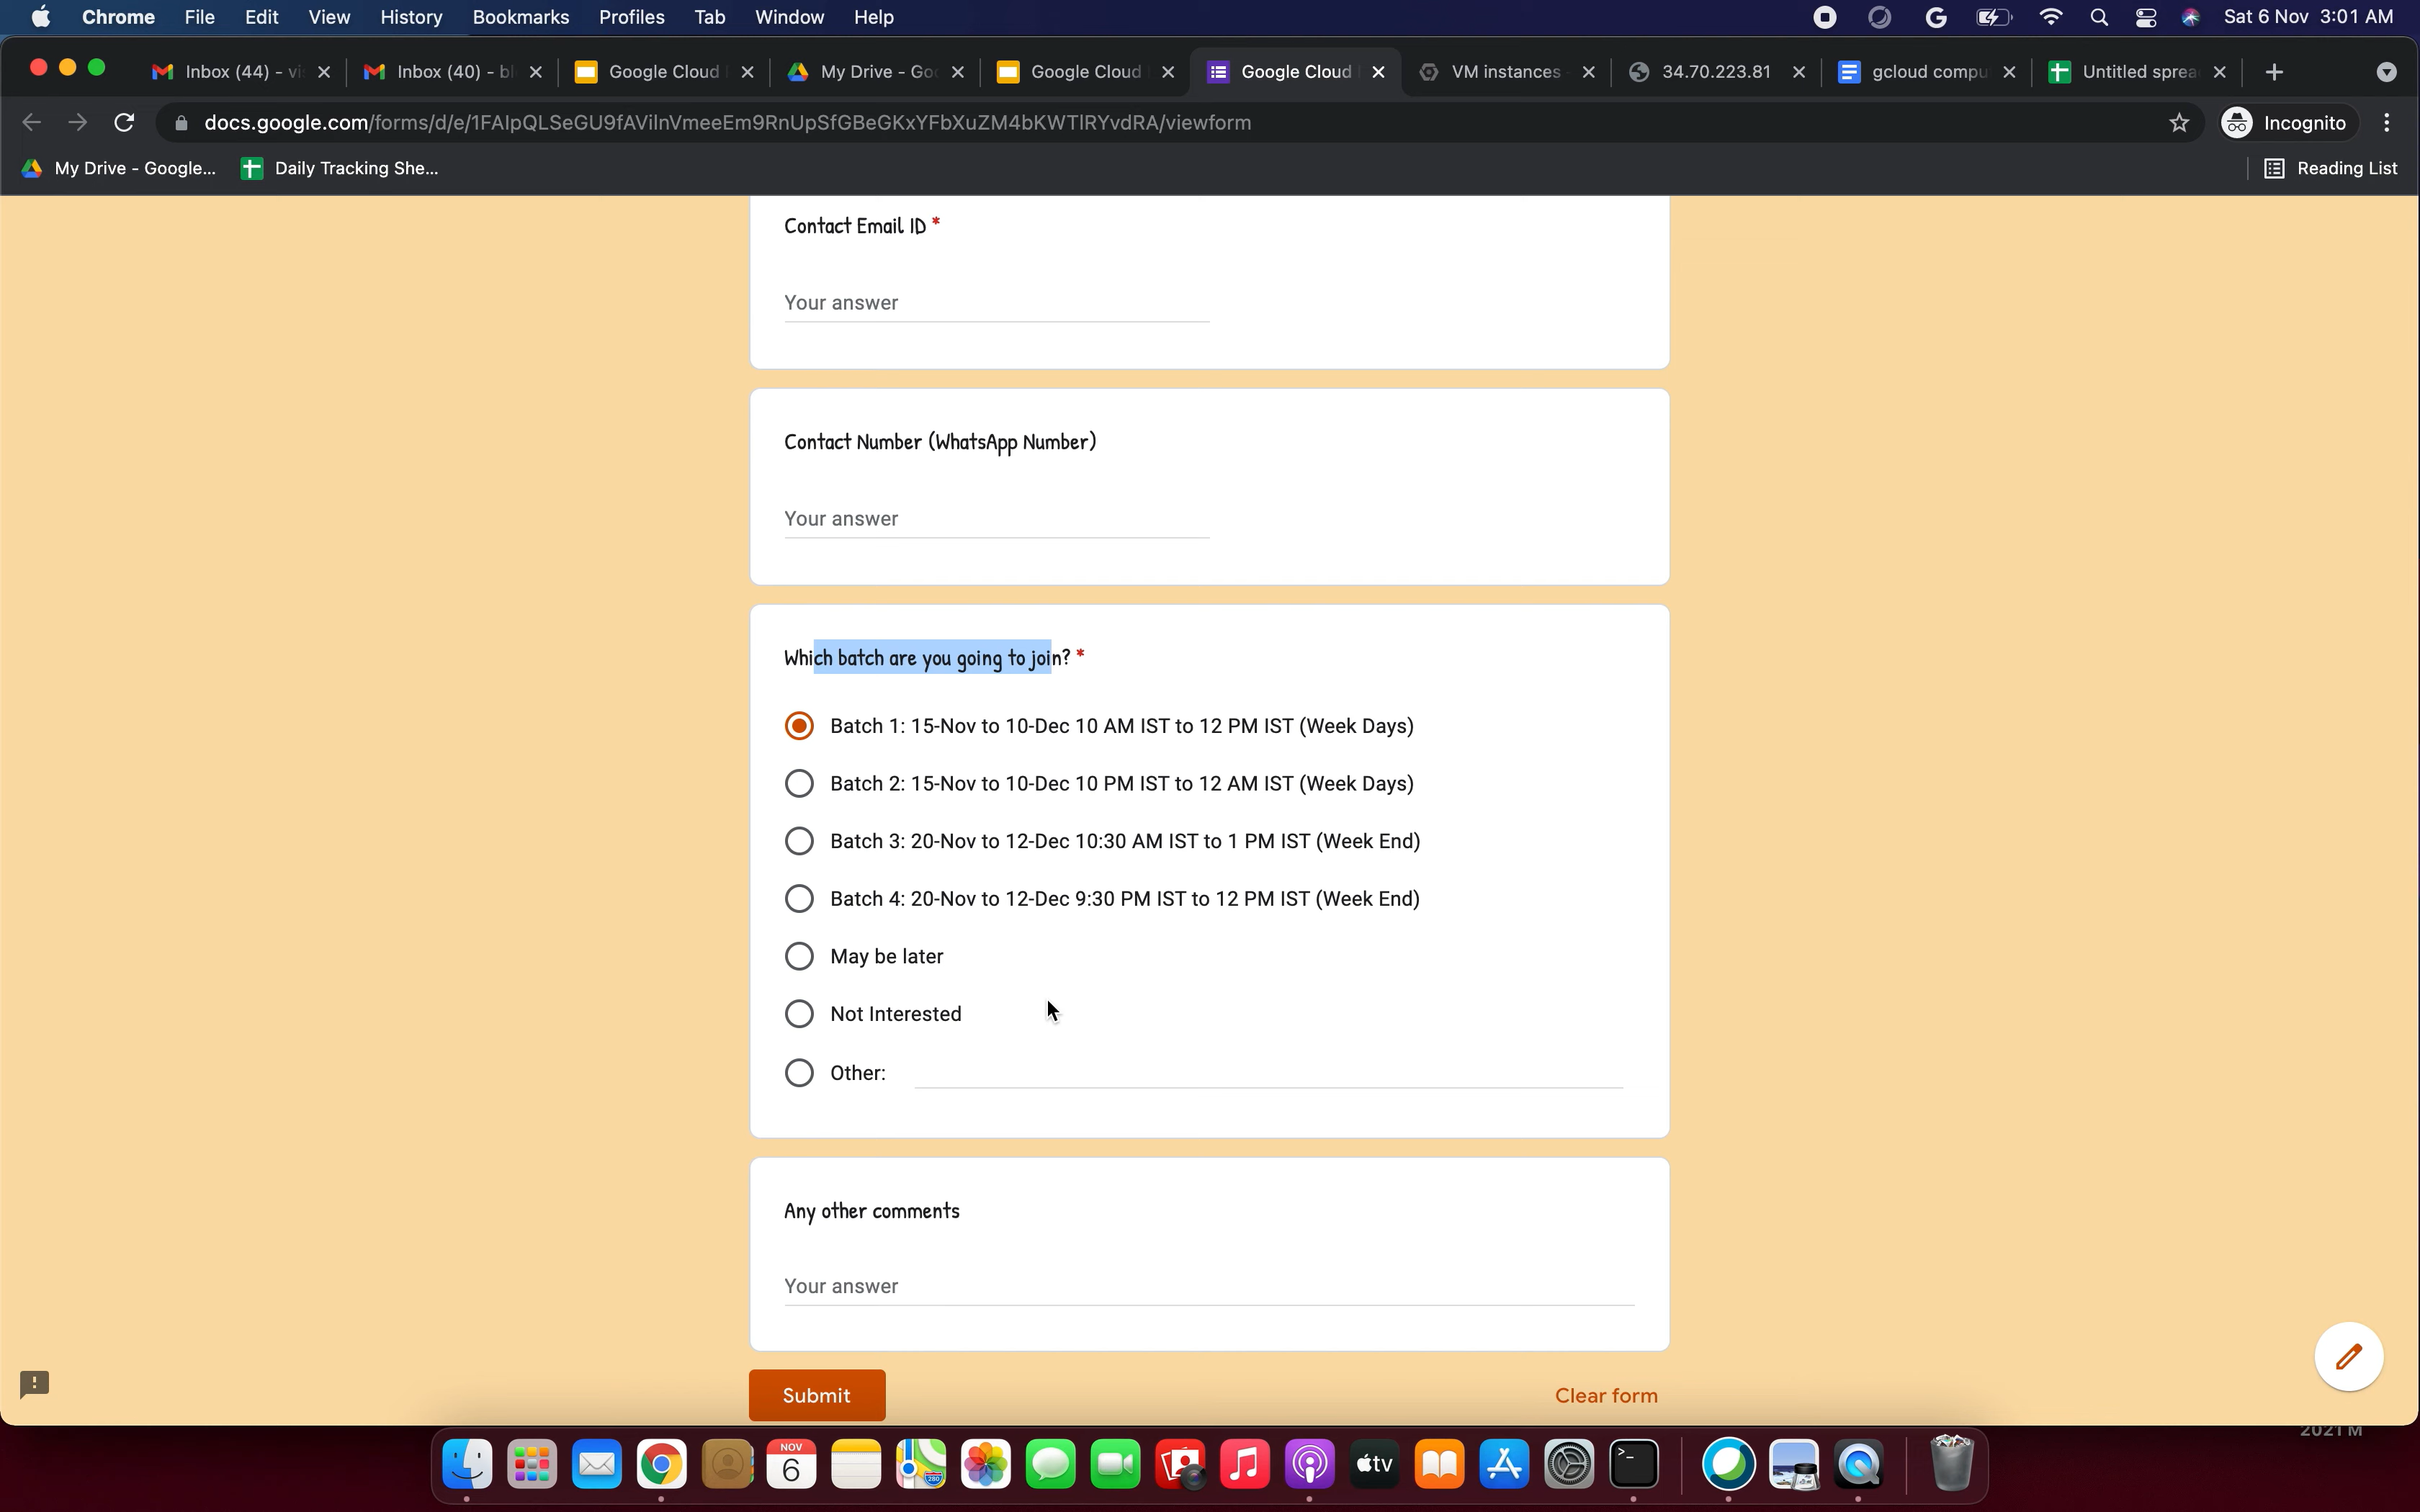 Chrome File Edit View History Bookmarks Profiles Tab Window Help Sat 6 Nov 3:01 AM
Inbox (44) - vi Inbox (40) - bl Google Cloud My Drive - Goo Google Cloud Google Cloud VM instances 34.70.223.81 gcloud compu Untitled sprea
docs.google.com/forms/d/e/1FAIpQLSeGU9fAVilnVmeeEm9RnUpSfGBeGKxYFbXuZM4bKWTIRYvdRA/viewform Incognito
My Drive - Google... Daily Tracking She... Reading List
Contact Email ID *
Your answer
Contact Number (WhatsApp Number)
Your answer
Which batch are you going to join? *
Batch 1: 15-Nov to 10-Dec 10 AM IST to 12 PM IST (Week Days)
Batch 2: 15-Nov to 10-Dec 10 PM IST to 12 AM IST (Week Days)
Batch 3: 20-Nov to 12-Dec 10:30 AM IST to 1 PM IST (Week End)
Batch 4: 20-Nov to 12-Dec 9:30 PM IST to 12 PM IST (Week End)
May be later
Not Interested
Other:
Any other comments
Your answer
Submit Clear form
NOV
6
280
tv